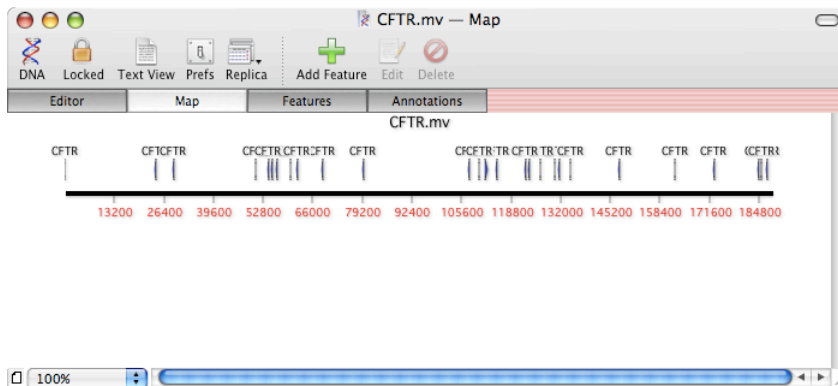 CFTR.mv — Map
DNA Locked Text View Prefs Replica Add Feature Edit Delete
Editor Map Features Annotations
CFTR.mv
CFTR CFTR CFTR CFTR CFTR CFTR CFTR CFTR CFTR
13200 26400 39600 52800 66000 79200 92400 105600 118800 132000 145200 158400 171600 184800
100%